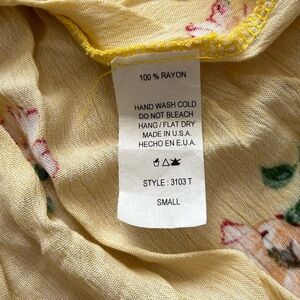 100 % RAYON
HAND WASH COLD
DO NOT BLEACH
HANG / FLAT DRY
MADE IN U.S.A.
HECHO EN E.U.A.
STYLE : 3103 T
SMALL